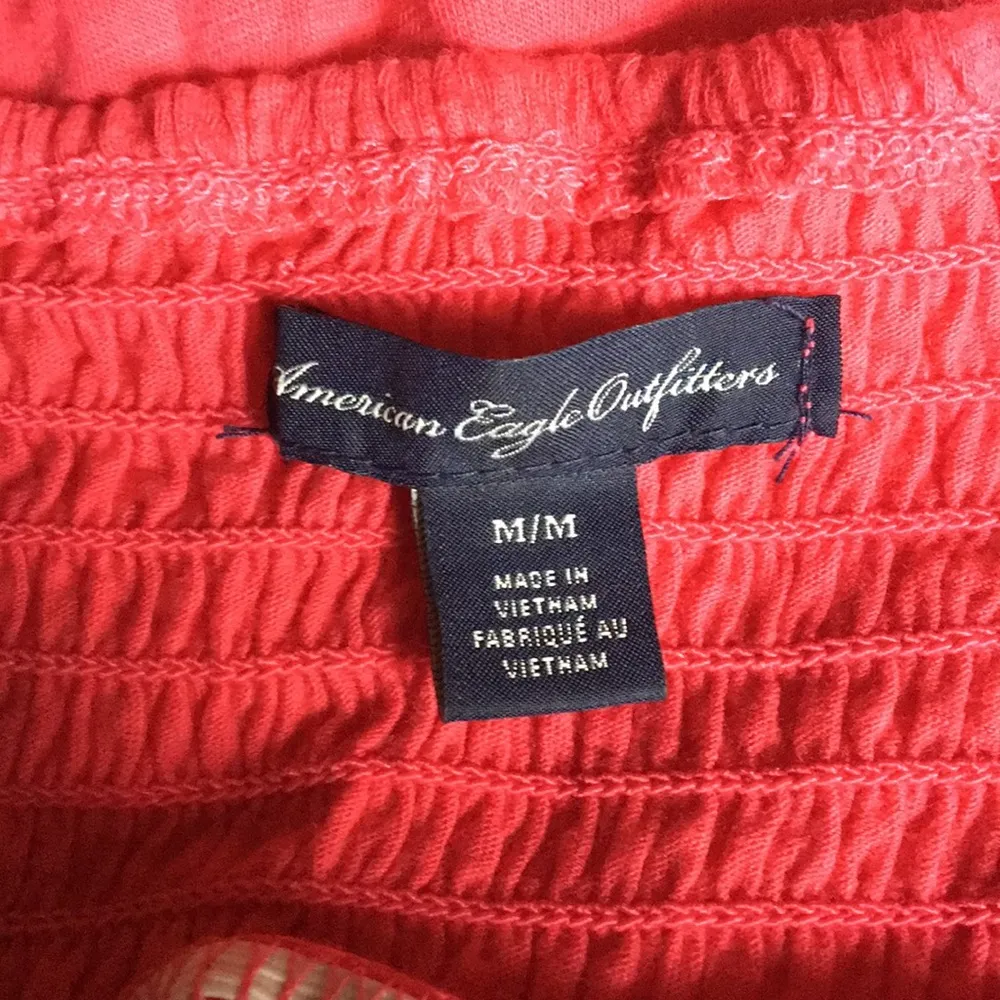 American Eagle Outfitters
M/M
MADE IN
VIETNAM
FABRIQUÉ AU
VIETNAM